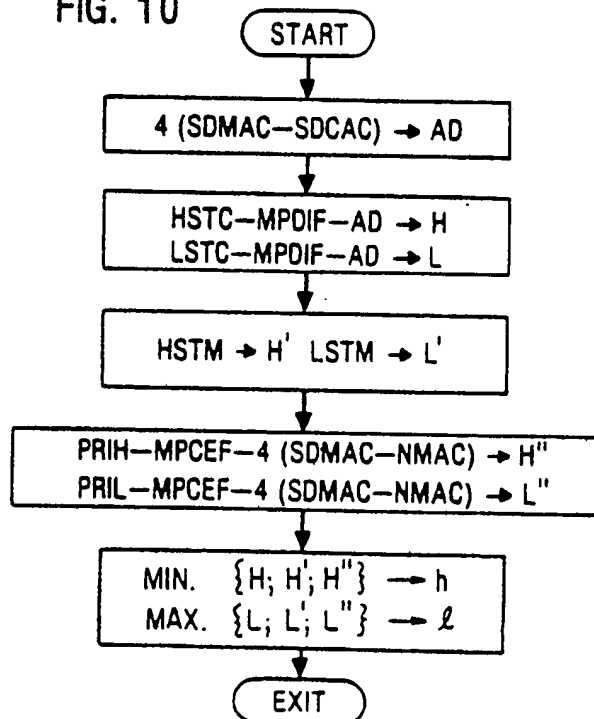 FIG. 10
START
4 (SDMAC—SDCAC) → AD
HSTC—MPDIF—AD → H
LSTC—MPDIF—AD → L
HSTM → H' LSTM → L'
PRIH—MPCEF—4 (SDMAC—NMAC) → H"
PRIL—MPCEF—4 (SDMAC—NMAC) → L"
MIN. {H; H'; H"} → h
MAX. {L; L'; L"} → ℓ
EXIT